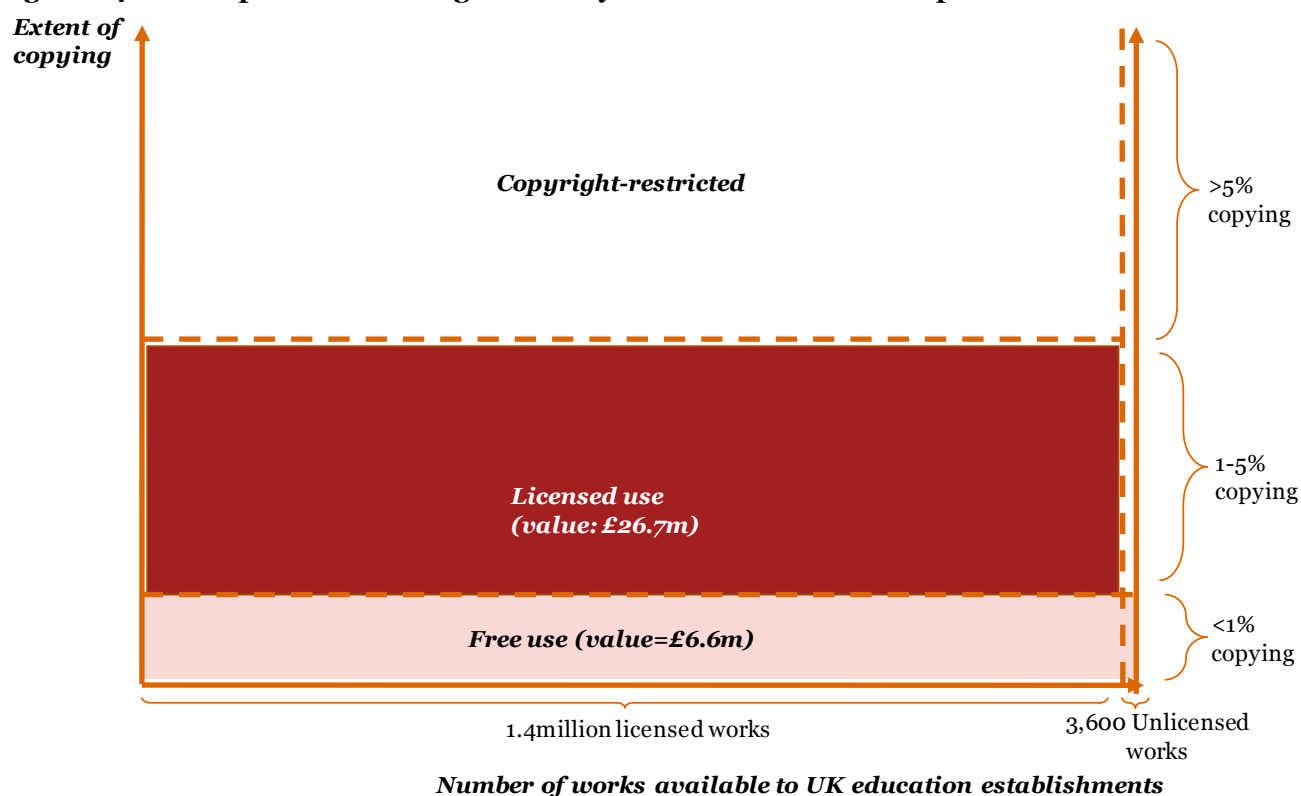 Extent of
copying
Copyright-restricted
>5%
copying
Licensed use
(value: £26.7m)
1-5%
copying
Free use (value=£6.6m)
<1%
copying
1.4million licensed works
3,600 Unlicensed
works
Number of works available to UK education establishments